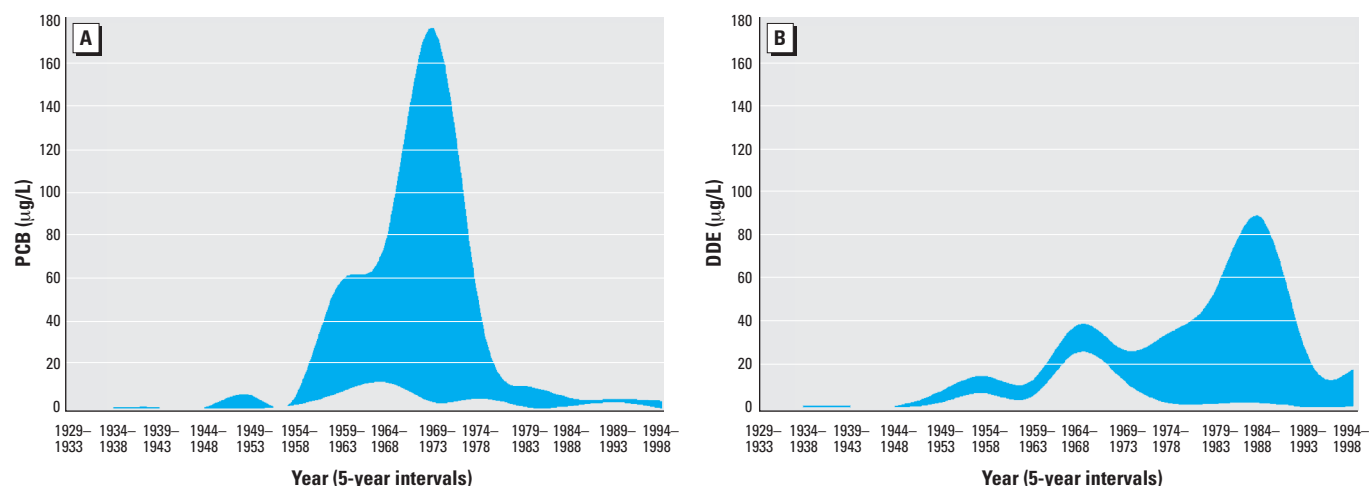 A
PCB (μg/L)
180
160
140
120
100
80
60
40
20
0
1929– 1934– 1939– 1944– 1949– 1954– 1959– 1964– 1969– 1974– 1979– 1984– 1989– 1994–
1933 1938 1943 1948 1953 1958 1963 1968 1973 1978 1983 1988 1993 1998
Year (5-year intervals)
B
DDE (μg/L)
180
160
140
120
100
80
60
40
20
0
1929– 1934– 1939– 1944– 1949– 1954– 1959– 1964– 1969– 1974– 1979– 1984– 1989– 1994–
1933 1938 1943 1948 1953 1958 1963 1968 1973 1978 1983 1988 1993 1998
Year (5-year intervals)